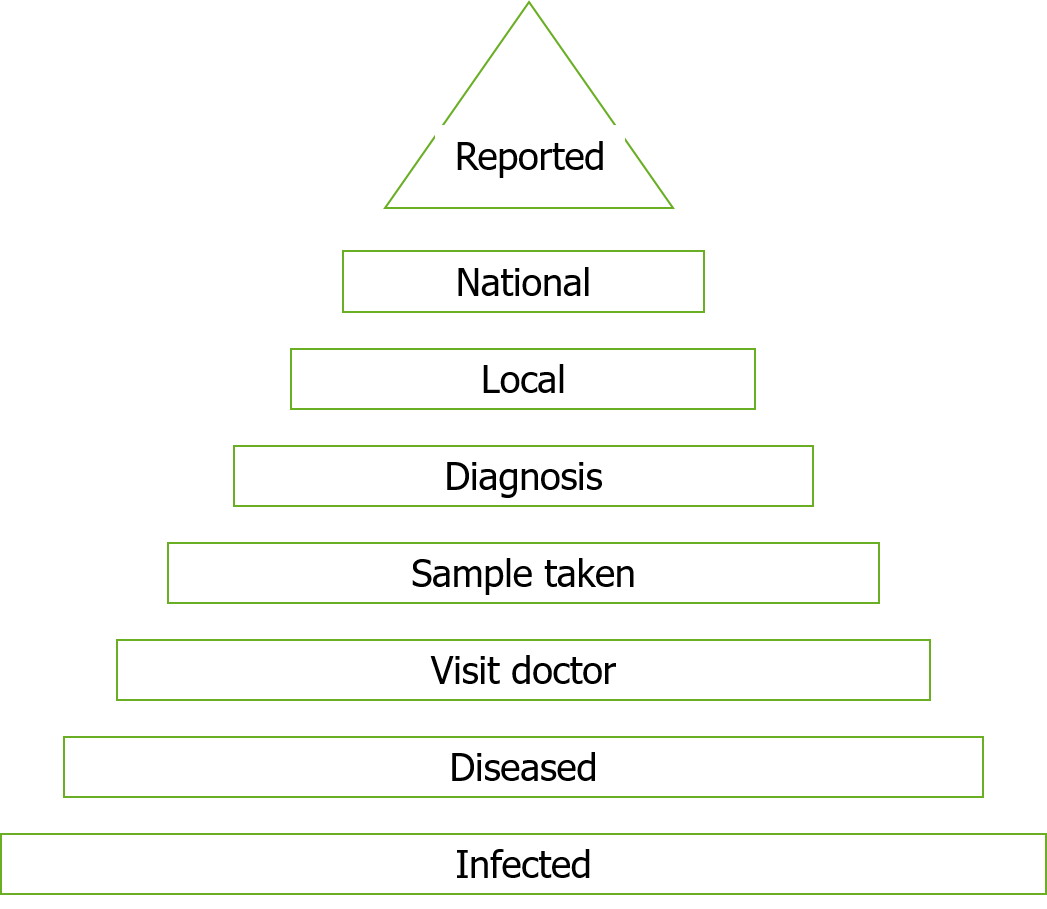 Reported
National
Local
Diagnosis
Sample taken
Visit doctor
Diseased
Infected